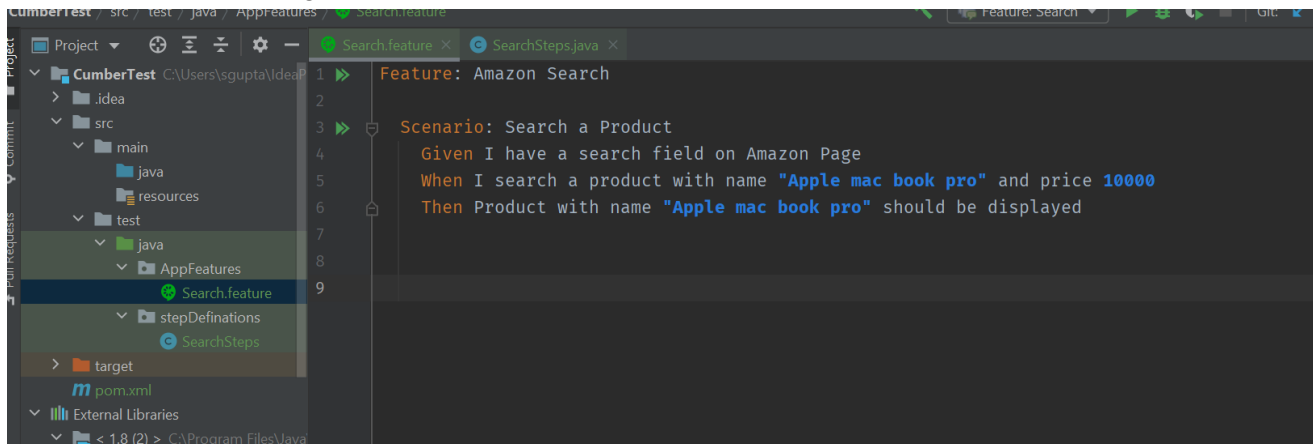 CumberTest / src / test / java / AppFeatures / Search.feature
Feature: Search
Git:
Project
Search.feature
SearchSteps.java
Project
Commit
Pull Requests
CumberTest C:\Users\sgupta\IdeaP
.idea
src
main
java
resources
test
java
AppFeatures
Search.feature
stepDefinations
SearchSteps
target
pom.xml
External Libraries
< 1.8 (2) > C:\Program Files\Java
1 Feature: Amazon Search
2
3 Scenario: Search a Product
4 Given I have a search field on Amazon Page
5 When I search a product with name "Apple mac book pro" and price 10000
6 Then Product with name "Apple mac book pro" should be displayed
7
8
9